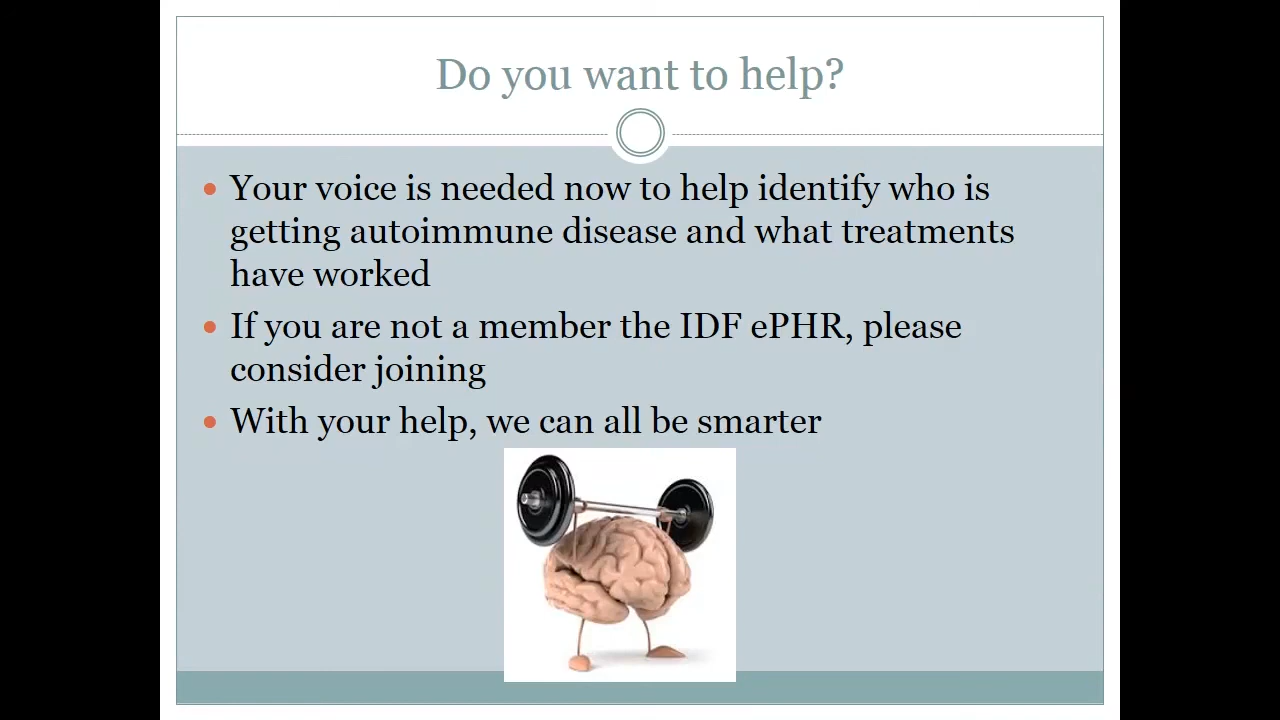 Do you want to help?
Your voice is needed now to help identify who is
getting autoimmune disease and what treatments
have worked
If you are not a member the IDF ePHR, please
consider joining
With your help, we can all be smarter